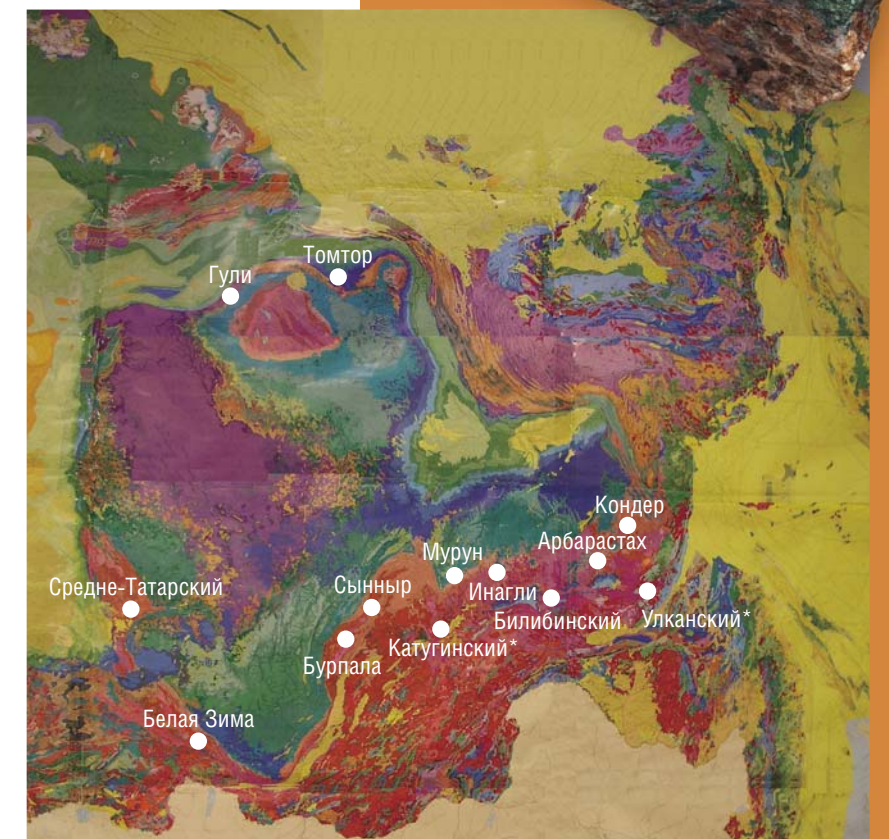 Томтор
Гули
Кондер
Арбарастах
Мурун
Инагли
Средне-Татарский
Сынныр
Билибинский
Улканский*
Катугинский*
Бурпала
Белая Зима